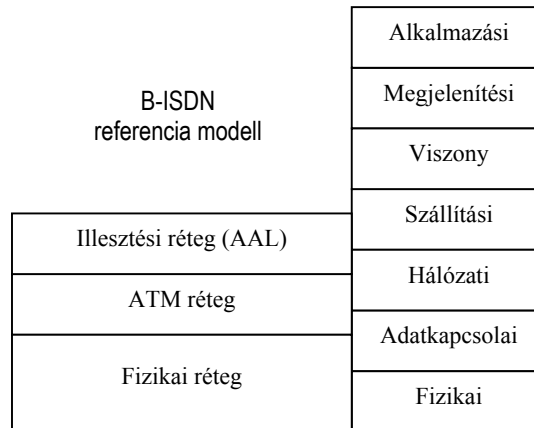 Alkalmazási
Megjelenítési
B-ISDN
referencia modell
Viszony
Szállítási
Illesztési réteg (AAL)
Hálózati
ATM réteg
Adatkapcsolai
Fizikai réteg
Fizikai